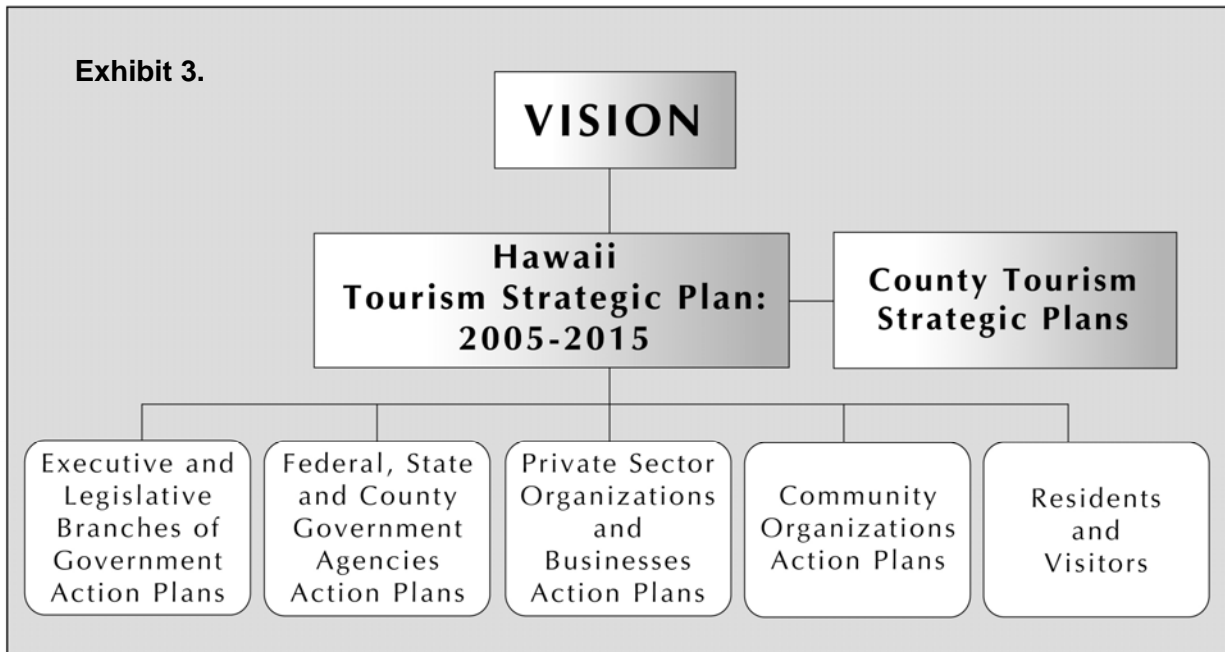 Exhibit 3.
VISION
Hawaii
Tourism Strategic Plan:
2005-2015
County Tourism
Strategic Plans
Executive and
Legislative
Branches of
Government
Action Plans
Federal, State
and County
Government
Agencies
Action Plans
Private Sector
Organizations
and
Businesses
Action Plans
Community
Organizations
Action Plans
Residents
and
Visitors